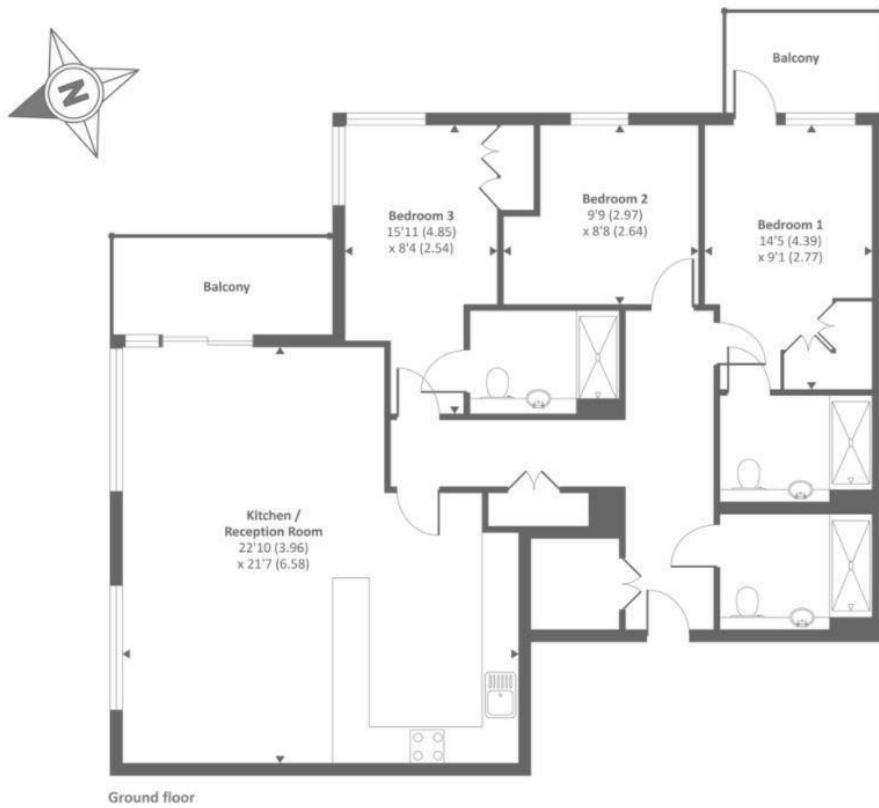 N
Balcony
Bedroom 3
15'11 (4.85)
x 8'4 (2.54)
Bedroom 2
9'9 (2.97)
x 8'8 (2.64)
Bedroom 1
14'5 (4.39)
x 9'1 (2.77)
Balcony
Kitchen /
Reception Room
22'10 (3.96)
x 21'7 (6.58)
Ground floor